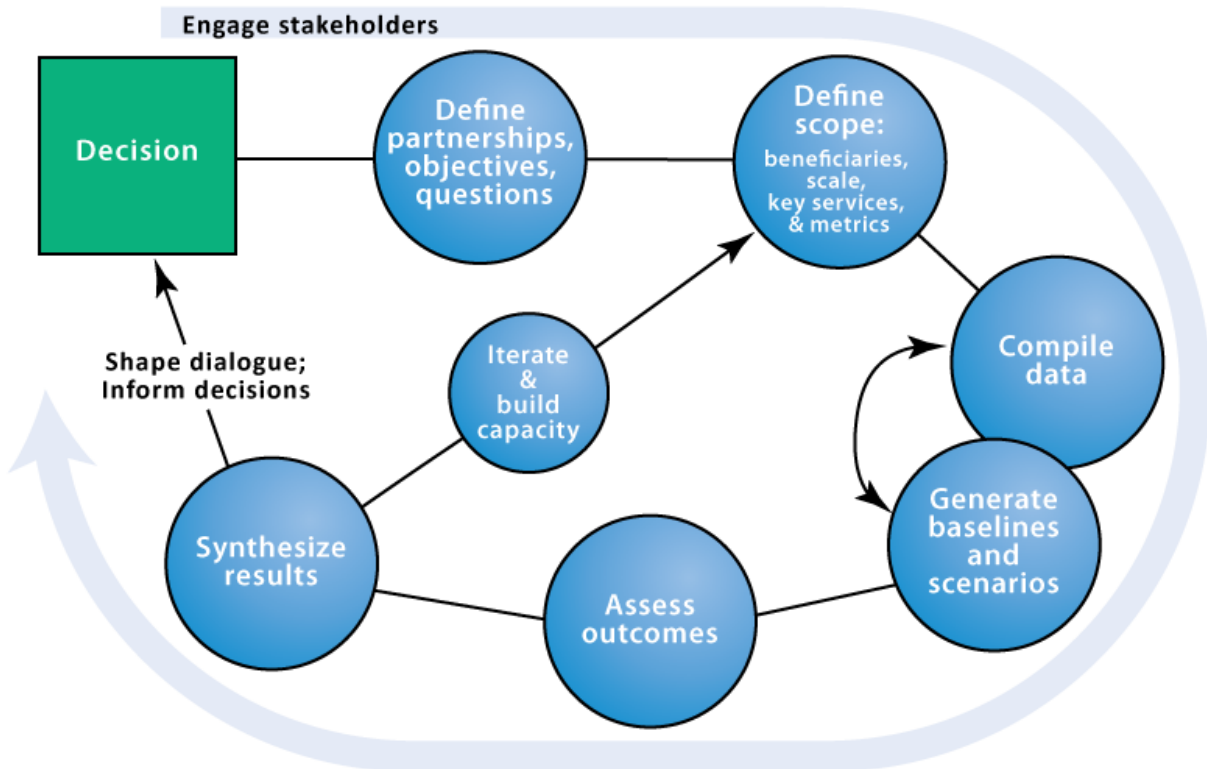 Engage stakeholders
Decision
Define
partnerships,
objectives,
questions
Define
scope:
beneficiaries,
scale,
key services,
& metrics
Compile
data
Generate
baselines
and
scenarios
Assess
outcomes
Synthesize
results
Iterate
&
build
capacity
Shape dialogue;
Inform decisions